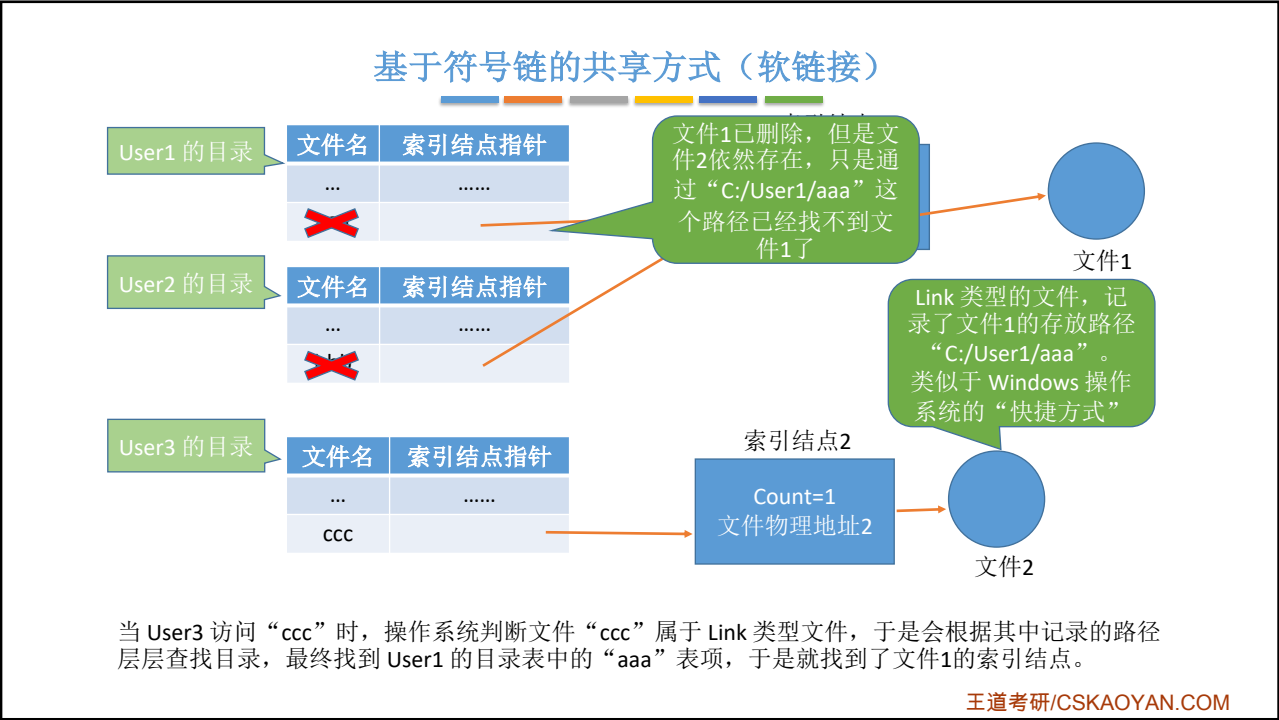 基于符号链的共享方式（软链接）
User1 的目录
文件名 索引结点指针
... ......
文件1已删除，但是文
件2依然存在，只是通
过“C:/User1/aaa”这
个路径已经找不到文
件1了
文件1
User2 的目录
文件名 索引结点指针
... ......
Link 类型的文件，记
录了文件1的存放路径
“C:/User1/aaa”。
类似于 Windows 操作
系统的“快捷方式”
User3 的目录
文件名 索引结点指针
... ......
ccc
索引结点2
Count=1
文件物理地址2
文件2
当 User3 访问“ccc”时，操作系统判断文件“ccc”属于 Link 类型文件，于是会根据其中记录的路径
层层查找目录，最终找到 User1 的目录表中的“aaa”表项，于是就找到了文件1的索引结点。
王道考研/CSKAOYAN.COM